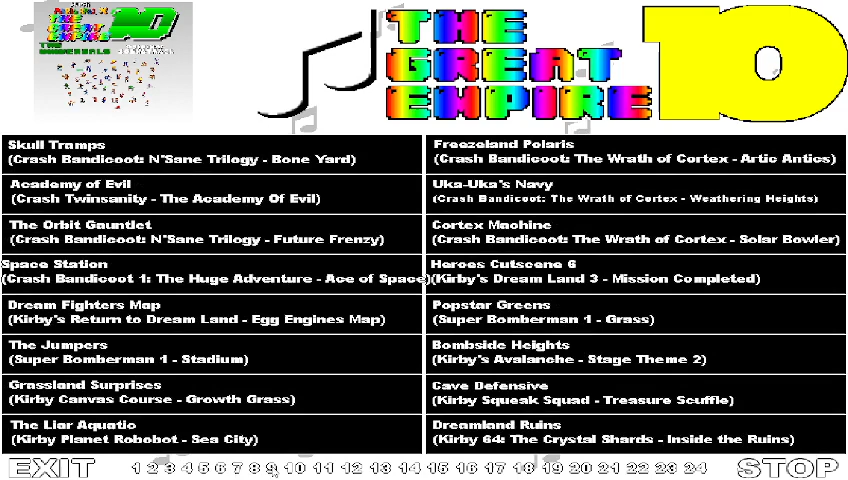 THE
GREAT
EMPIRE
10
Skull Tramps
(Crash Bandicoot: N'Sane Trilogy - Bone Yard)
Freezeland Polaris
(Crash Bandicoot: The Wrath of Cortex - Artic Antics)
Academy of Evil
(Crash Twinsanity - The Academy Of Evil)
Uka-Uka's Navy
(Crash Bandicoot: The Wrath of Cortex - Weathering Heights)
The Orbit Gauntlet
(Crash Bandicoot: N'Sane Trilogy - Future Frenzy)
Cortex Machine
(Crash Bandicoot: The Wrath of Cortex - Solar Bowler)
Space Station
(Crash Bandicoot 1: The Huge Adventure - Ace of Space)
Heroes Cutscene 6
(Kirby's Dream Land 3 - Mission Completed)
Dream Fighters Map
(Kirby's Return to Dream Land - Egg Engines Map)
Popstar Greens
(Super Bomberman 1 - Grass)
The Jumpers
(Super Bomberman 1 - Stadium)
Bombside Heights
(Kirby's Avalanche - Stage Theme 2)
Grassland Surprises
(Kirby Canvas Course - Growth Grass)
Cave Defensive
(Kirby Squeak Squad - Treasure Scuffle)
The Liar Aquatio
(Kirby Planet Robobot - Sea City)
Dreamland Ruins
(Kirby 64: The Crystal Shards - Inside the Ruins)
EXIT 1 2 3 4 5 6 7 8 9 10 11 12 13 14 15 16 17 18 19 20 21 22 23 24 STOP